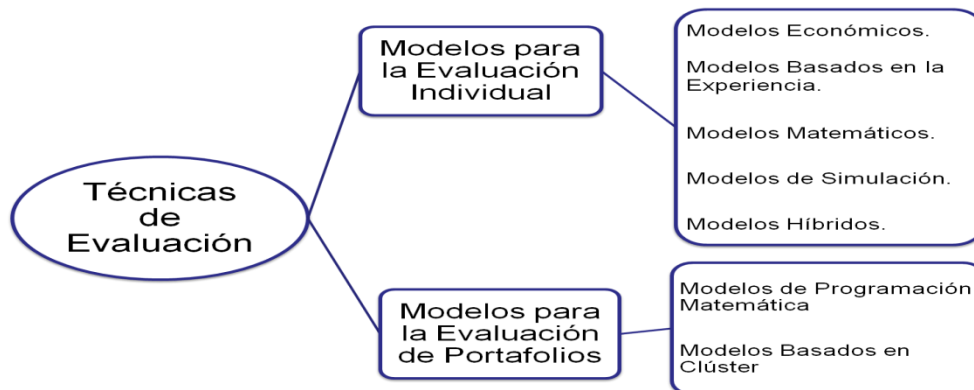 Técnicas
de
Evaluación
Modelos para
la Evaluación
Individual
Modelos Económicos.
Modelos Basados en la
Experiencia.
Modelos Matemáticos.
Modelos de Simulación.
Modelos Híbridos.
Modelos para
la Evaluación
de Portafolios
Modelos de Programación
Matemática
Modelos Basados en
Clúster